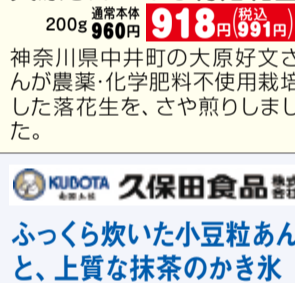 200g 通常本体 960円 918円(税込 991円)
神奈川県中井町の大原好文さ
んが農薬・化学肥料不使用栽培
した落花生を、さや煎りしまし
た。
KUBOTA 久保田食品 株式会社
ふっくら炊いた小豆粒あん
と、上質な抹茶のかき氷